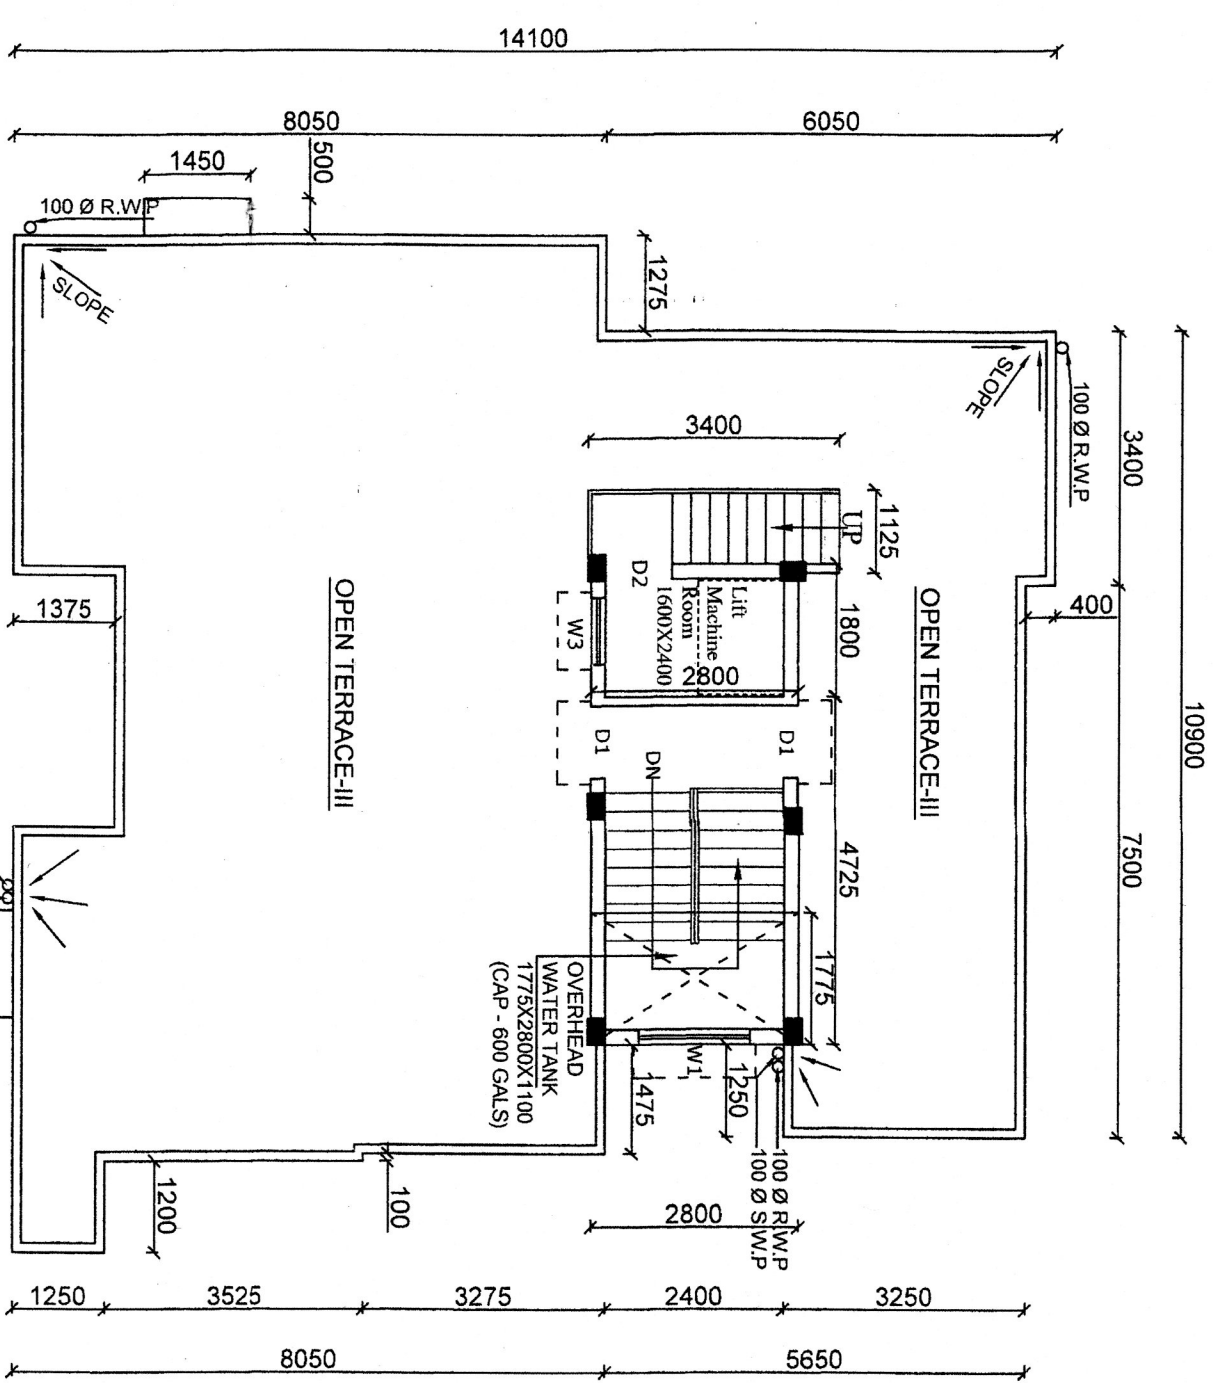 14100
8050
6050
1450
500
100 Ø R.W.P
SLOPE
1275
SLOPE
100 Ø R.W.P
3400
3400
10900
UP
1125
D2
Lift
Machine
Room
1600X2400
1800
400
1375
W3
2800
OPEN TERRACE-III
OPEN TERRACE-III
D1
D1
DN
4725
7500
1775
OVERHEAD
WATER TANK
1775X2800X1100
(CAP - 600 GALS)
W1
1250
1475
100 Ø R.W.P
100 Ø S.W.P
1200
100
2800
1250
3525
3275
2400
3250
8050
5650